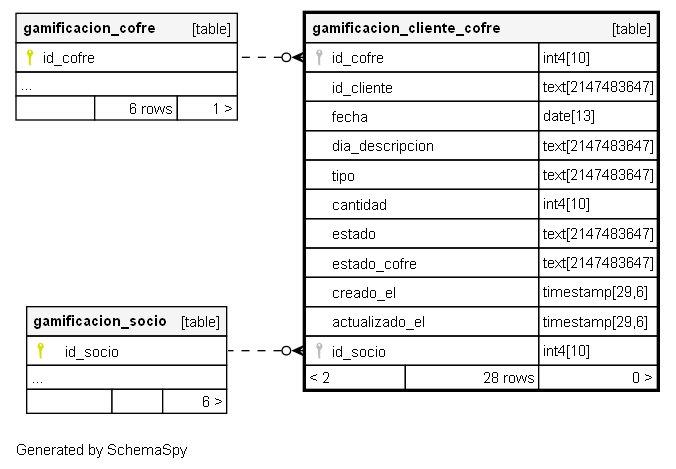 gamificacion_cofre [table]
id_cofre
...
6 rows 1 >
gamificacion_cliente_cofre [table]
id_cofre int4[10]
id_cliente text[2147483647]
fecha date[13]
dia_descripcion text[2147483647]
tipo text[2147483647]
cantidad int4[10]
estado text[2147483647]
estado_cofre text[2147483647]
creado_el timestamp[29,6]
actualizado_el timestamp[29,6]
id_socio int4[10]
< 2 28 rows 0 >
gamificacion_socio [table]
id_socio
...
6 >
Generated by SchemaSpy